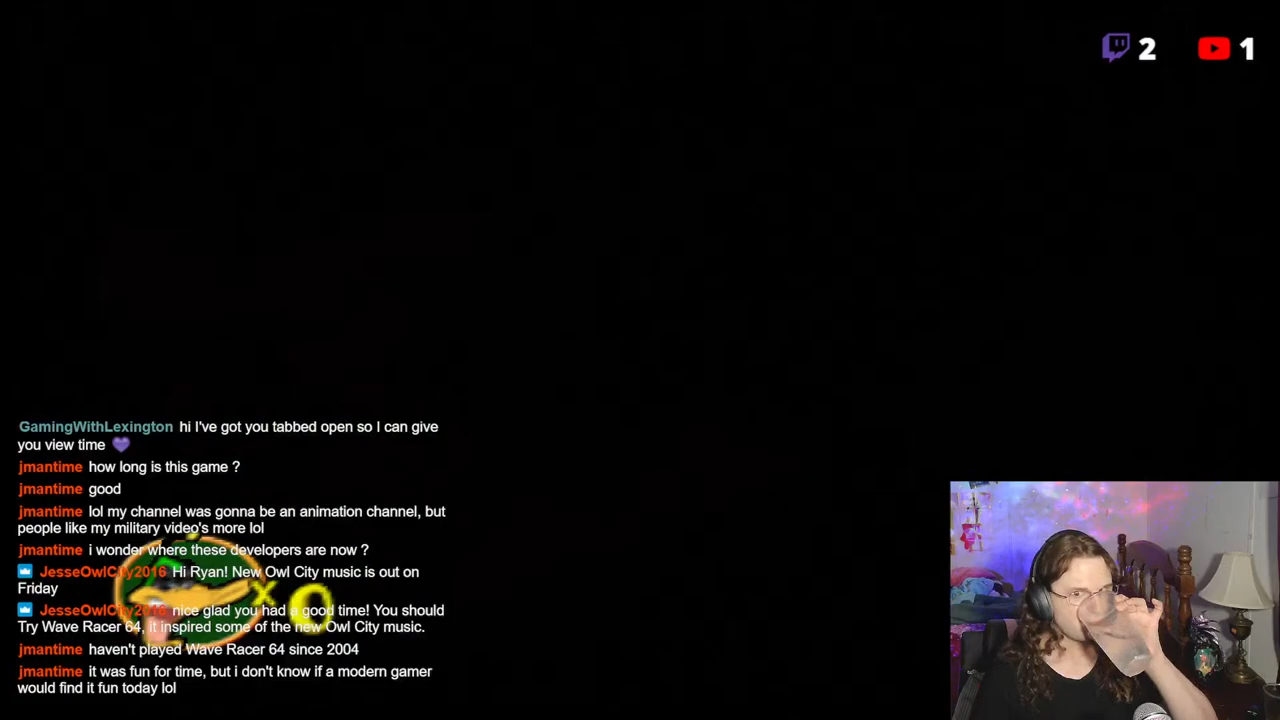 2 1
GamingWithLexington hi I've got you tabbed open so I can give
you view time
jmantime how long is this game ?
jmantime good
jmantime lol my channel was gonna be an animation channel, but
people like my military video's more lol
jmantime i wonder where these developers are now ?
JesseOwlCity2016 Hi Ryan! New Owl City music is out on
Friday
x 0
JesseOwlCity2016 nice glad you had a good time! You should
Try Wave Racer 64, it inspired some of the new Owl City music.
jmantime haven't played Wave Racer 64 since 2004
jmantime it was fun for time, but i don't know if a modern gamer
would find it fun today lol